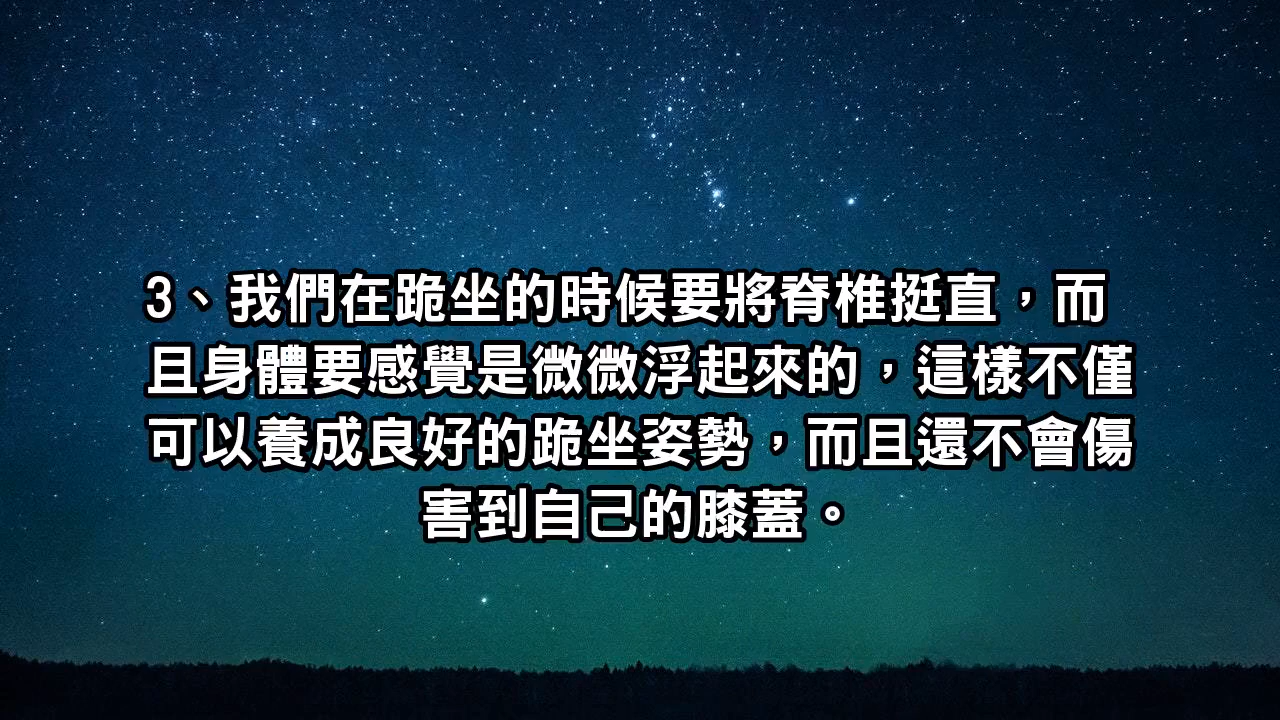 3、我們在跪坐的時候要將脊椎挺直，而
且身體要感覺是微微浮起來的，這樣不僅
可以養成良好的跪坐姿勢，而且還不會傷
害到自己的膝蓋。